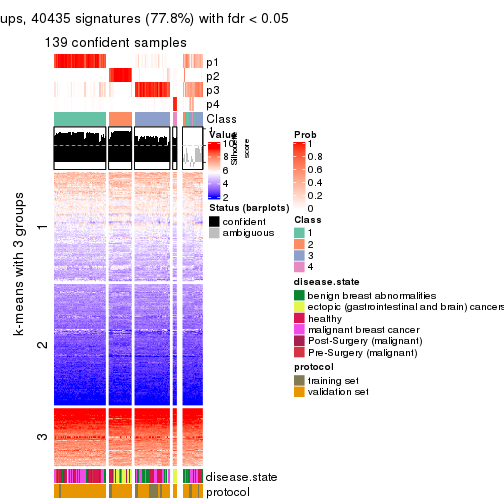 ups, 40435 signatures (77.8%) with fdr < 0.05
139 confident samples
p1
p2
p3
p4
Class
Silhouette
score
k-means with 3 groups
1
2
3
disease.state
protocol
Value
10
8
6
4
2
Status (barplots)
confident
ambiguous
Prob
1
0.8
0.6
0.4
0.2
0
Class
1
2
3
4
disease.state
benign breast abnormalities
ectopic (gastrointestinal and brain) cancers
healthy
malignant breast cancer
Post-Surgery (malignant)
Pre-Surgery (malignant)
protocol
training set
validation set